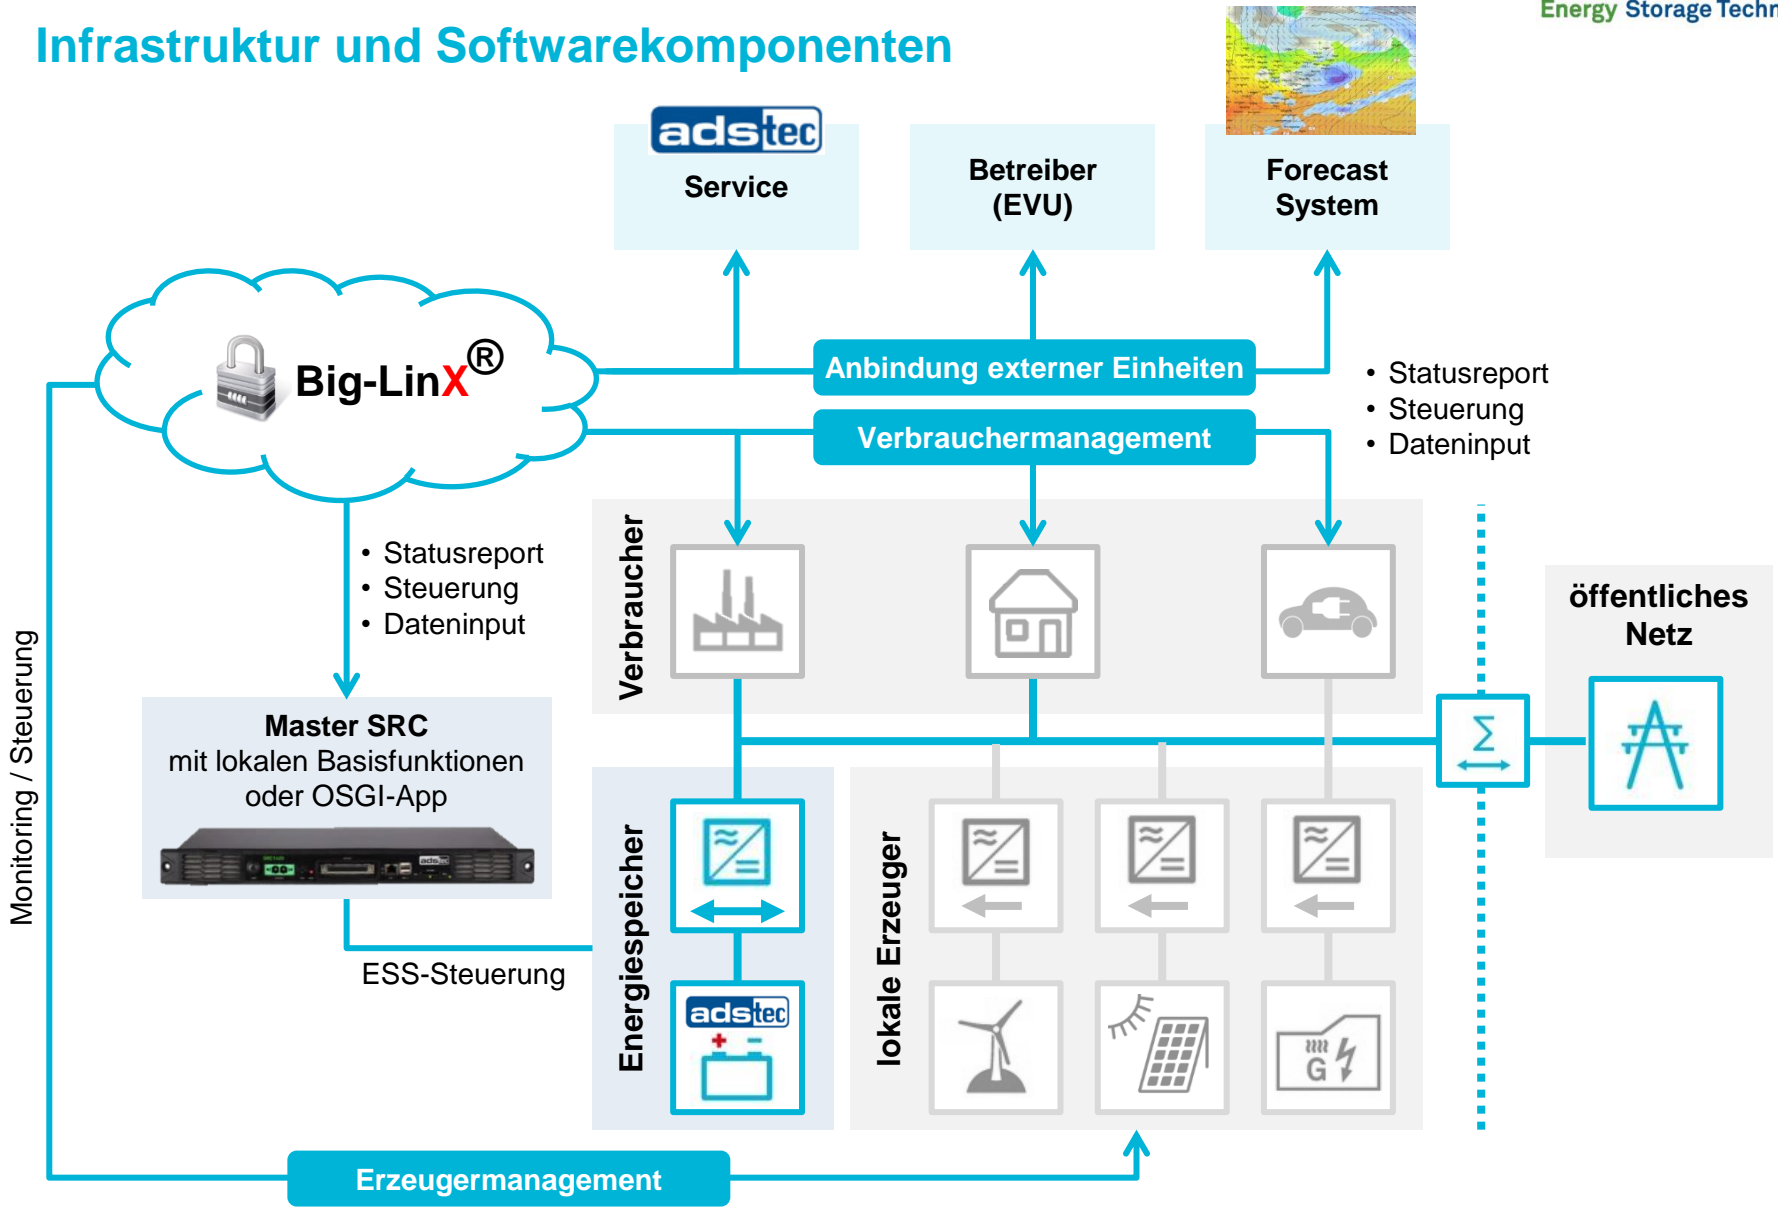 Energy Storage Techn
Infrastruktur und Softwarekomponenten
adstec
Service
Betreiber
(EVU)
Forecast
System
Big-LinX®
Anbindung externer Einheiten
Verbrauchermanagement
• Statusreport
• Steuerung
• Dateninput
• Statusreport
• Steuerung
• Dateninput
Verbraucher
öffentliches
Netz
Monitoring / Steuerung
Master SRC
mit lokalen Basisfunktionen
oder OSGI-App
adstec
Σ
ESS-Steuerung
Energiespeicher
adstec
+ -
lokale Erzeuger
G
Erzeugermanagement